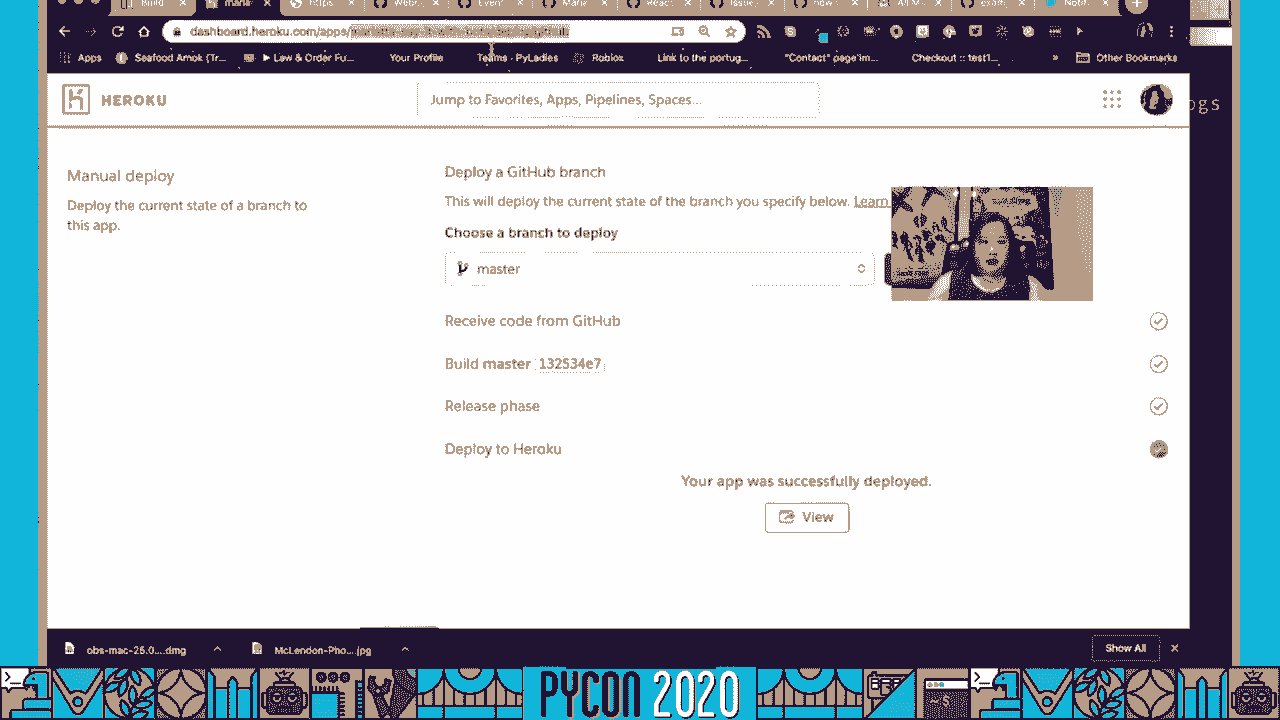 Build
mana
https
Webr...
Event
React
Issue,
how t
All M
exam
Notifi
dashboard.heroku.com/apps/
Apps
Seafood Amok (Tr...
Law & Order Fu...
Your Profile
Teams · PyLadies
Roblox
Link to the portug...
"Contact" page im...
Checkout :: test1...
»
Other Bookmarks
HEROKU
Jump to Favorites, Apps, Pipelines, Spaces...
ogs
Manual deploy
Deploy the current state of a branch to
this app.
Deploy a GitHub branch
This will deploy the current state of the branch you specify below. Learn
Choose a branch to deploy
master
Receive code from GitHub
Build master 132534e7
Release phase
Deploy to Heroku
Your app was successfully deployed.
View
obs-mac-25.0....dmg
McLendon-Pho....jpg
Show All
PYCON 2020